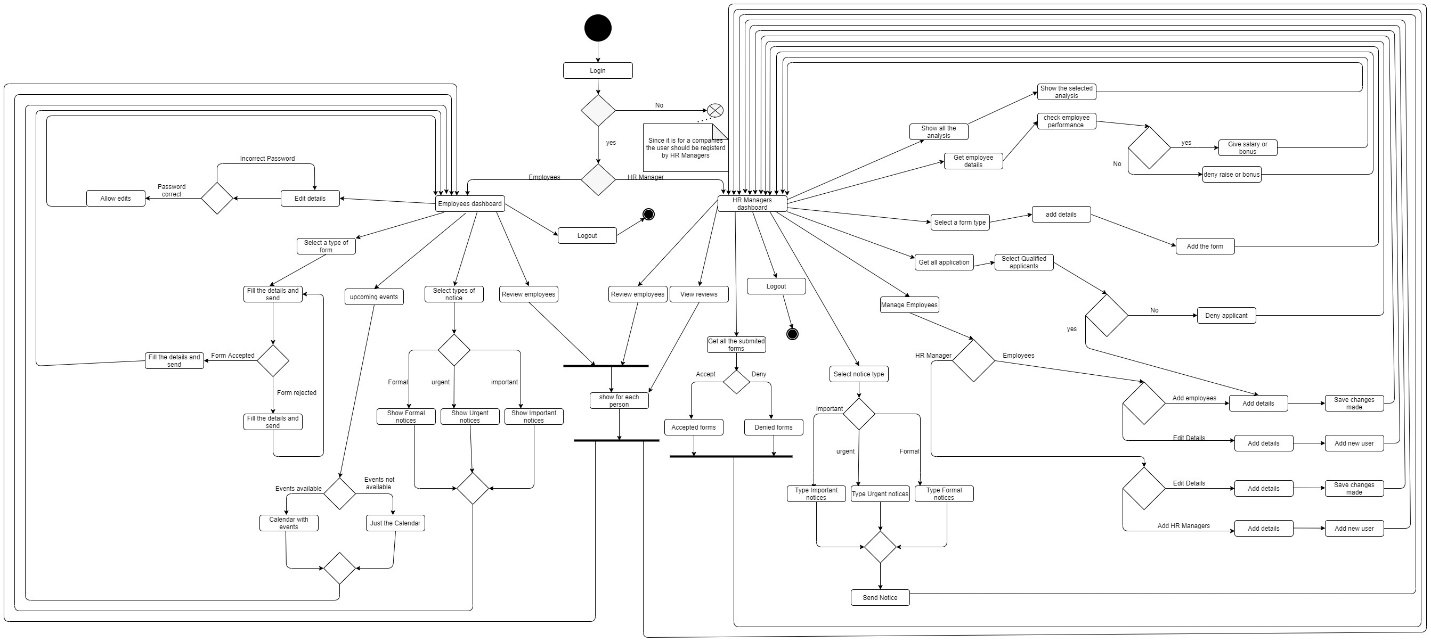 Login
No
yes
Since it is for a companies
the user should be registerd
by HR Managers
Employees
HR Manager
Employees dashboard
HR Managers
dashboard
Incorrect Password
Password
correct
Allow edits
Edit details
Logout
Select a type of
form
Fill the details and
send
Form Accepted
Fill the details and
send
Form rejected
Fill the details and
send
upcoming events
Events available
Events not
available
Calendar with
events
Just the Calendar
Select types of
notice
Formal
urgent
important
Show Formal
notices
Show Urgent
notices
Show Important
notices
Review employees
Review employees
View reviews
show for each
person
Logout
Get all the submited
forms
Accept
Deny
Accepted forms
Denied forms
Select notice type
Important
urgent
Formal
Type Important
notices
Type Urgent notices
Type Formal
notices
Send Notice
Show all the
analysis
Show the selected
analysis
Get employee
details
check employee
performance
yes
No
Give salary or
bonus
deny raise or bonus
Select a form type
add details
Add the form
Get all application
Select Qualified
applicants
No
yes
Deny applicant
Manage Employees
HR Manager
Employees
Add employees
Add details
Save changes
made
Edit Details
Add details
Add new user
Edit Details
Add details
Save changes
made
Add HR Managers
Add details
Add new user